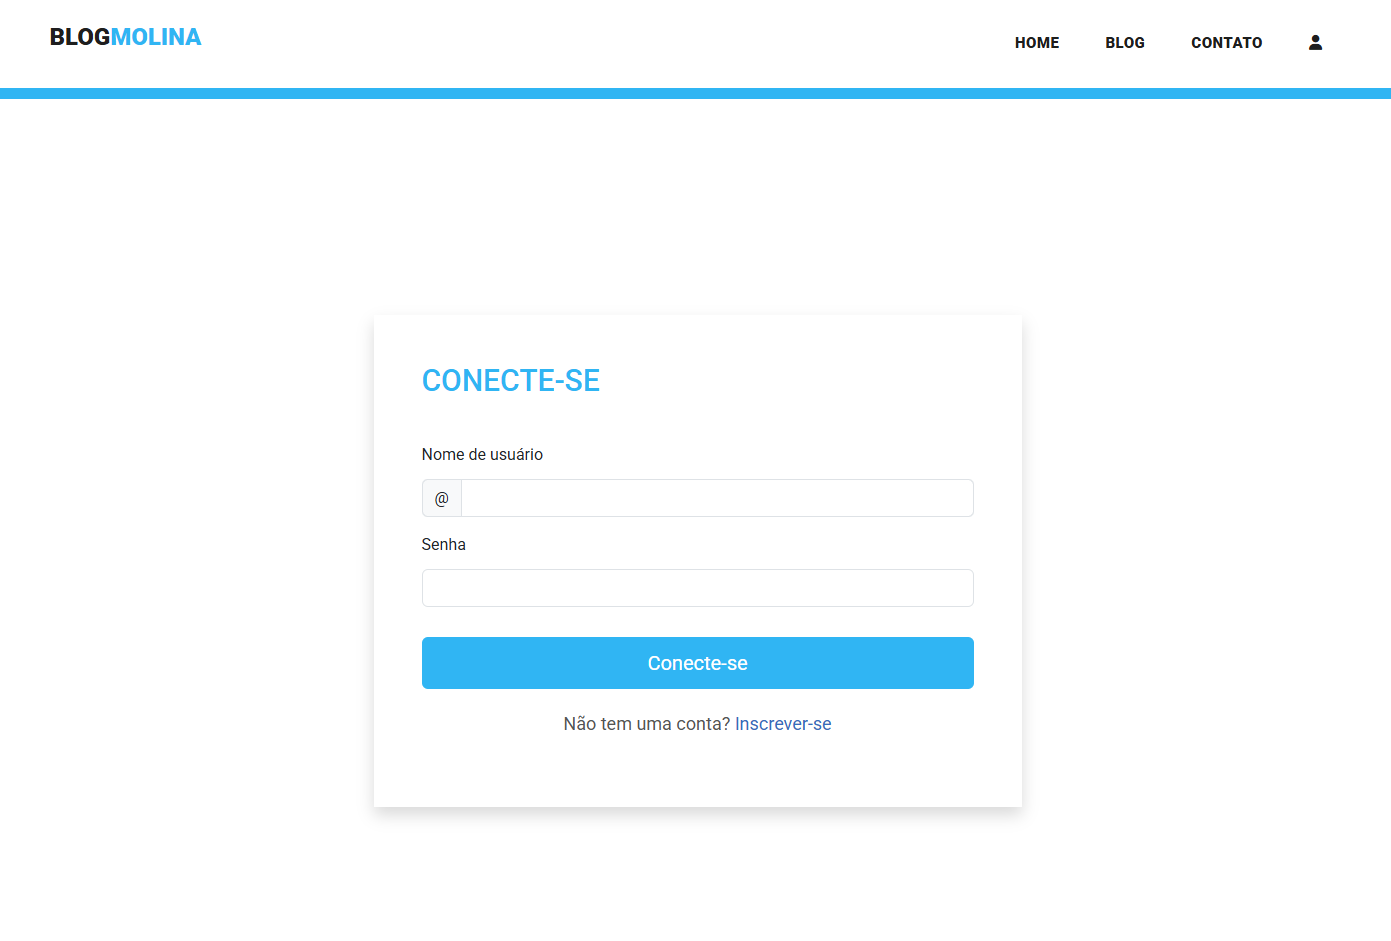 BLOGMOLINA
HOME BLOG CONTATO
CONECTE-SE
Nome de usuário
@
Senha
Conecte-se
Não tem uma conta? Inscrever-se